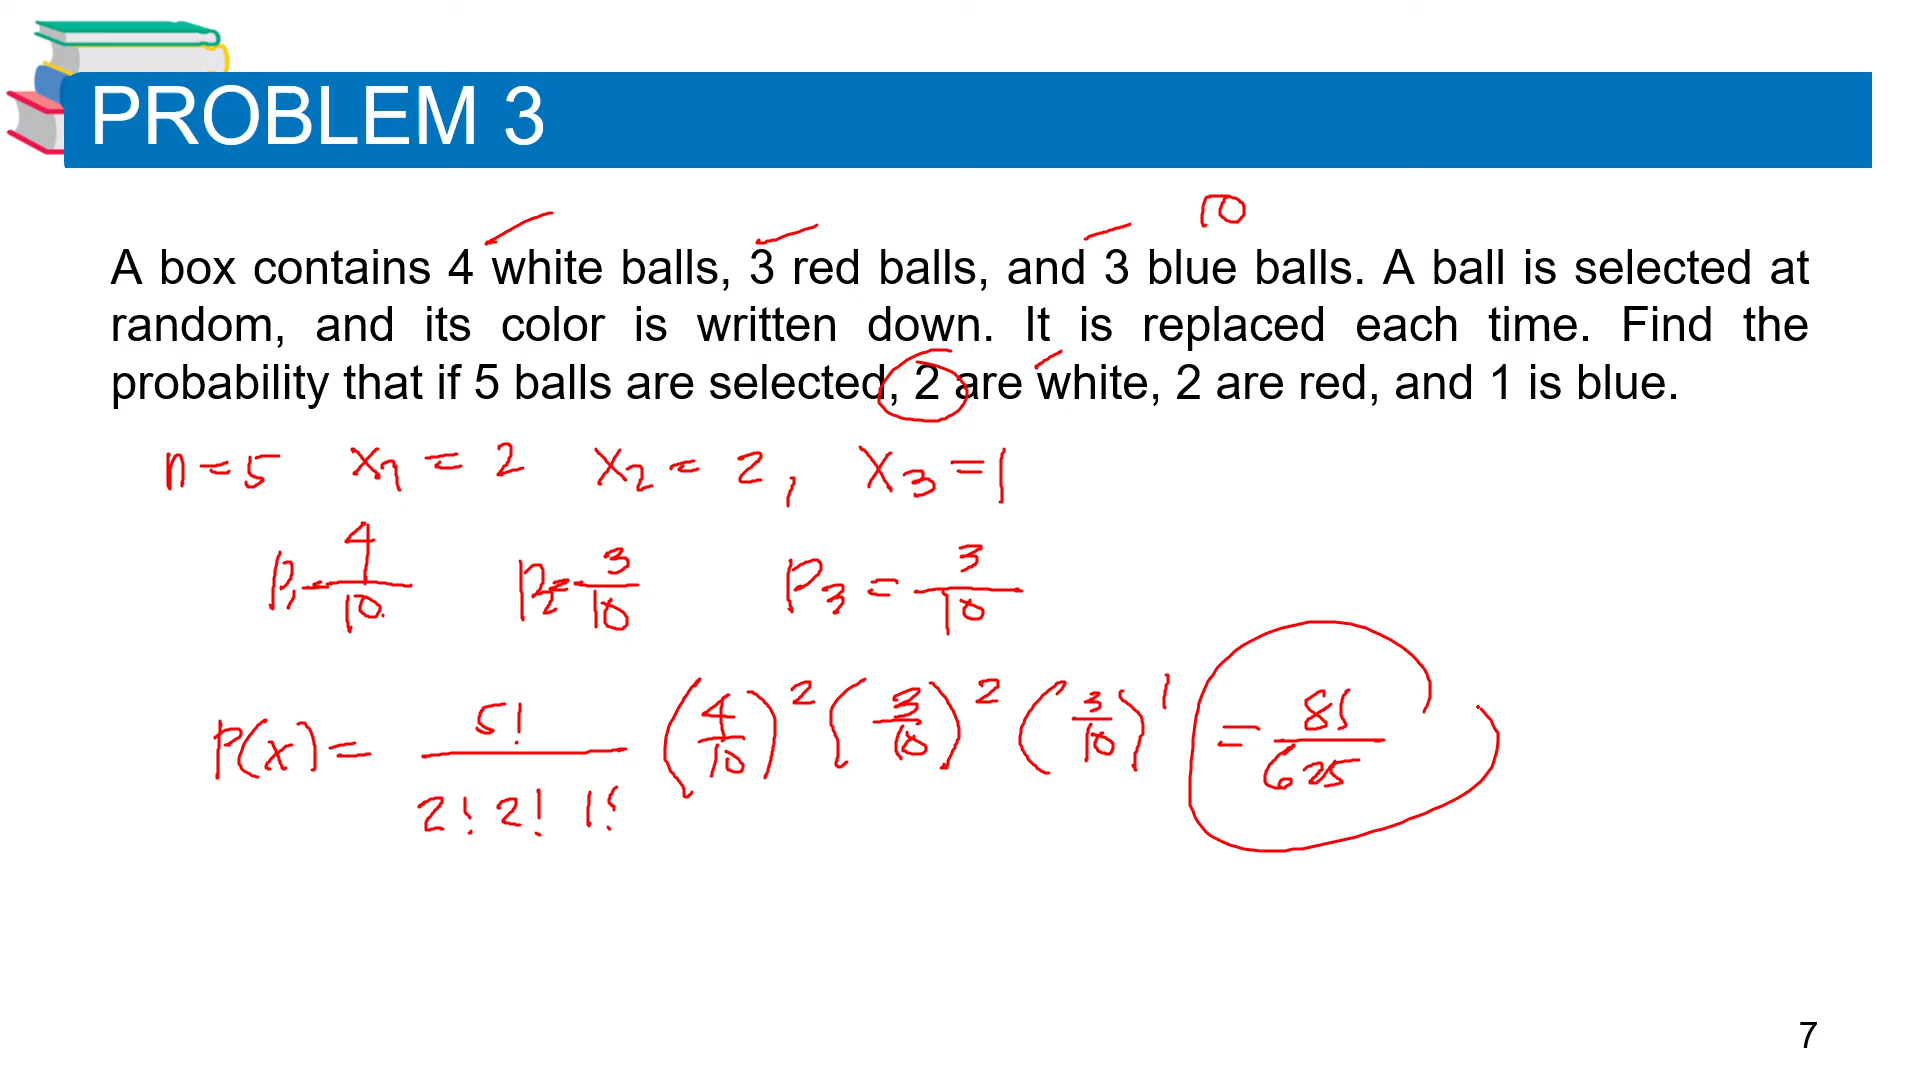 PROBLEM 3
10
A box contains 4 white balls, 3 red balls, and 3 blue balls. A ball is selected at
random, and its color is written down. It is replaced each time. Find the
probability that if 5 balls are selected, 2 are white, 2 are red, and 1 is blue.
n = 5 x1 = 2 x2 = 2, x3 = 1
P1 = 4/10 P2 = 3/10 P3 = 3/10
P(x) = 5!/2! 2! 1! (4/10)^2 (3/10)^2 (3/10)^1 = 81/625
7